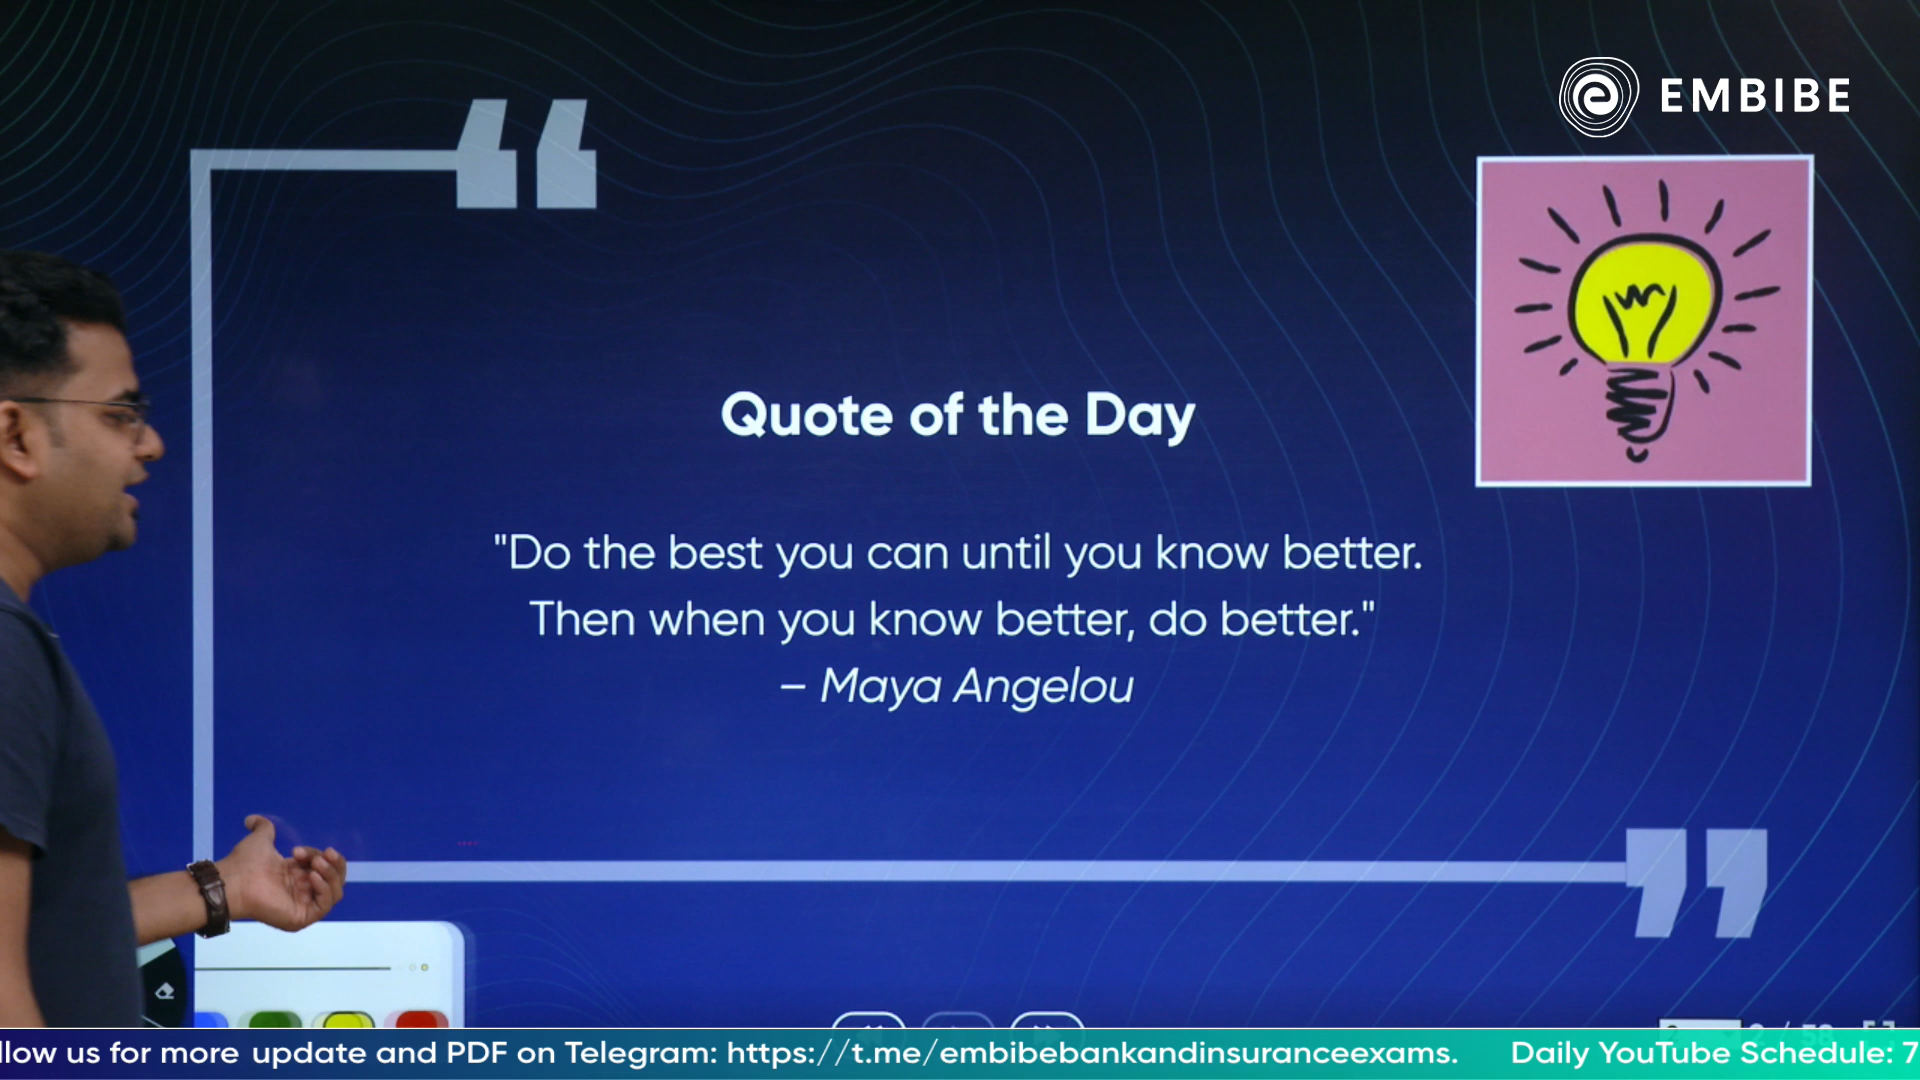 EMBIBE
Quote of the Day
"Do the best you can until you know better.
Then when you know better, do better."
– Maya Angelou
llow us for more update and PDF on Telegram: https://t.me/embibebankandinsuranceexams. Daily YouTube Schedule: 7